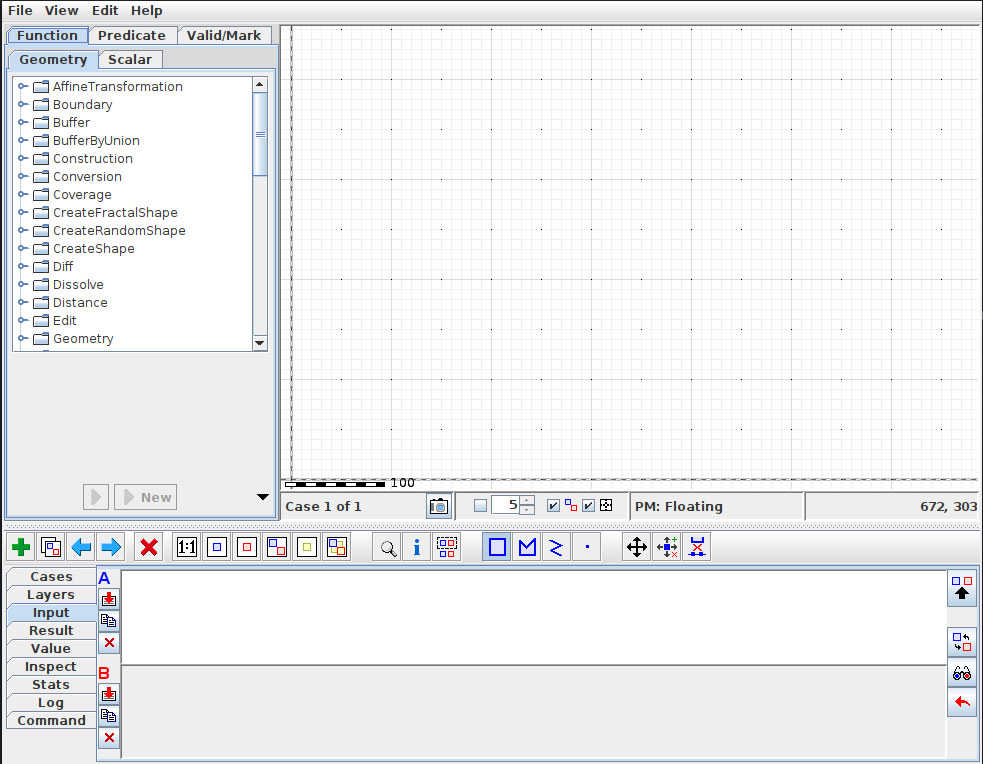 File View Edit Help
Function Predicate Valid/Mark
Geometry Scalar
AffineTransformation
Boundary
Buffer
BufferByUnion
Construction
Conversion
Coverage
CreateFractalShape
CreateRandomShape
CreateShape
Diff
Dissolve
Distance
Edit
Geometry
New
100
Case 1 of 1
5
PM: Floating
672, 303
1:1
Cases
Layers
Input
Result
Value
Inspect
Stats
Log
Command
A
B